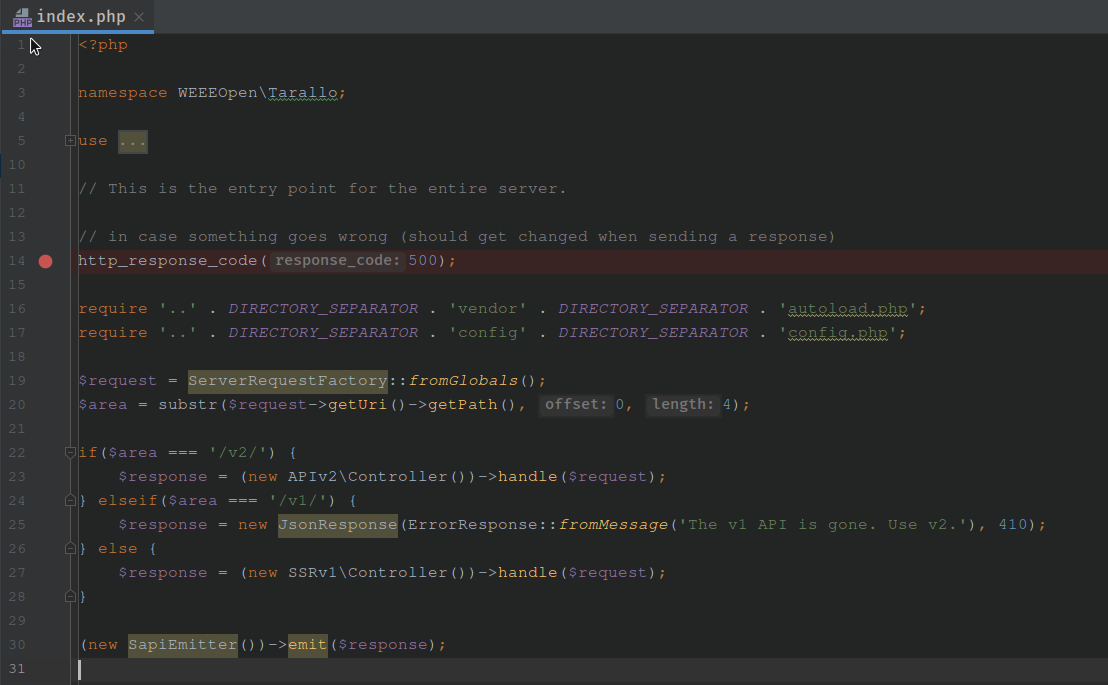 index.php
1 <?php
2
3 namespace WEEEOpen\Tarallo;
4
5 use ...
10
11 // This is the entry point for the entire server.
12
13 // in case something goes wrong (should get changed when sending a response)
14 http_response_code( response_code: 500);
15
16 require '..' . DIRECTORY_SEPARATOR . 'vendor' . DIRECTORY_SEPARATOR . 'autoload.php';
17 require '..' . DIRECTORY_SEPARATOR . 'config' . DIRECTORY_SEPARATOR . 'config.php';
18
19 $request = ServerRequestFactory::fromGlobals();
20 $area = substr($request->getUri()->getPath(), offset: 0, length: 4);
21
22 if($area === '/v2/') {
23 $response = (new APIv2\Controller())->handle($request);
24 } elseif($area === '/v1/') {
25 $response = new JsonResponse(ErrorResponse::fromMessage('The v1 API is gone. Use v2.'), 410);
26 } else {
27 $response = (new SSRv1\Controller())->handle($request);
28 }
29
30 (new SapiEmitter())->emit($response);
31